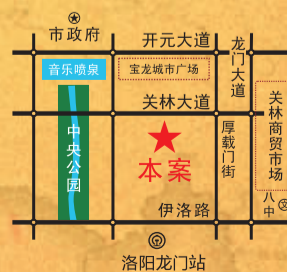 市政府
开元大道
龙门大道
音乐喷泉
宝龙城市广场
关林大道
关林商贸市场
中央公园
本案
厚载门街
八中
文
伊洛路
洛阳龙门站